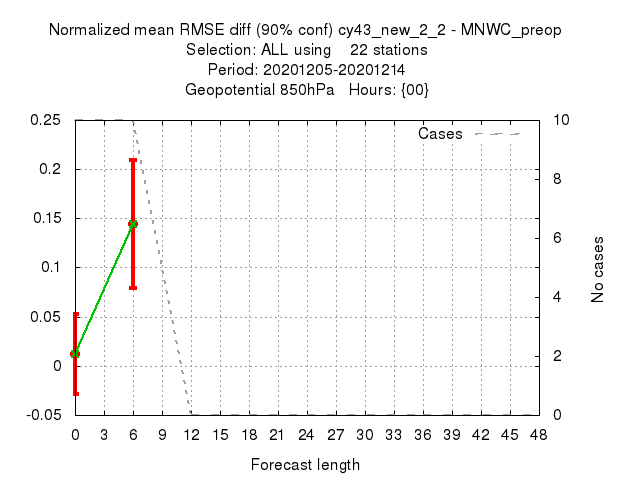 Normalized mean RMSE diff (90% conf) cy43_new_2_2 - MNWC_preop
Selection: ALL using 22 stations
Period: 20201205-20201214
Geopotential 850hPa Hours: {00}
0.25
0.2
0.15
0.1
0.05
0
-0.05
Cases
10
8
6
4
2
0
No cases
0 3 6 9 12 15 18 21 24 27 30 33 36 39 42 45 48
Forecast length